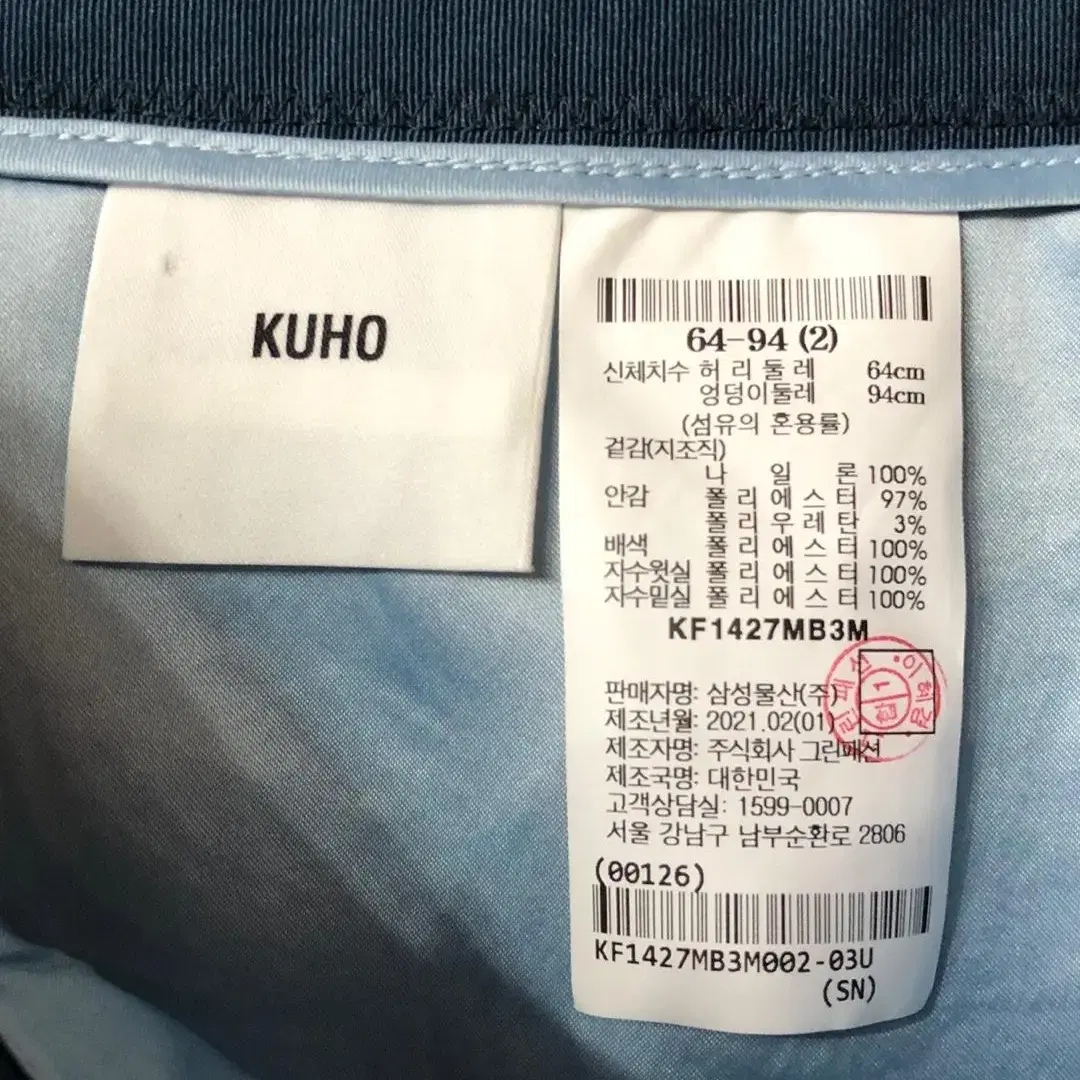 KUHO
64-94 (2)
신체치수 허 리 둘 레 64cm
엉덩이둘레 94cm
(섬유의 혼용률)
겉감(지조직)
나 일 론 100%
안감 폴 리 에 스 터 97%
폴 리 우 레 탄 3%
배색 폴 리 에 스 터 100%
자수윗실 폴 리 에 스 터 100%
자수밑실 폴 리 에 스 터 100%
KF1427MB3M
판매자명: 삼성물산(주)
제조년월: 2021.02(01)
제조자명: 주식회사 그린패션
제조국명: 대한민국
고객상담실: 1599-0007
서울 강남구 남부순환로 2806
(00126)
KF1427MB3M002-03U
(SN)